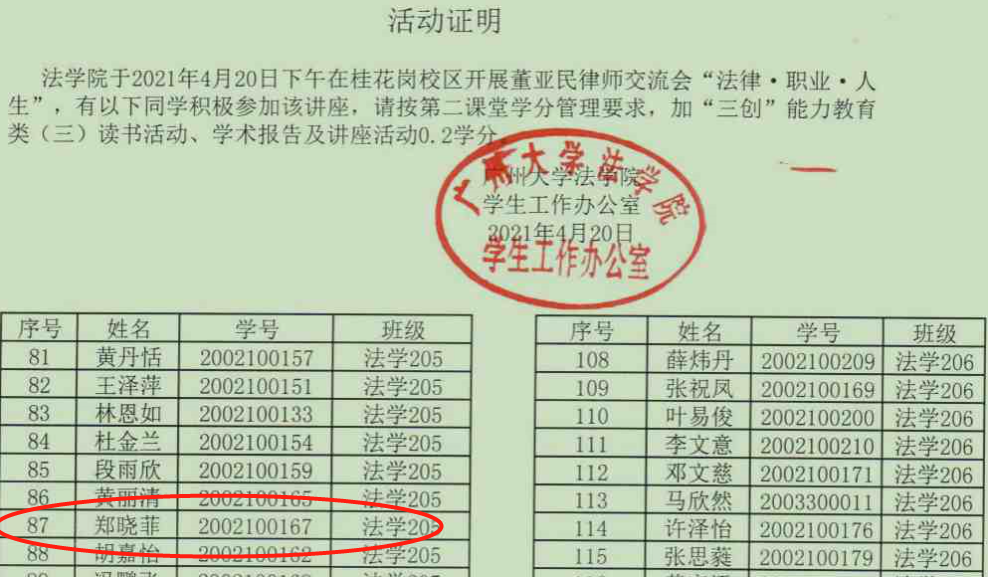 活动证明
法学院于2021年4月20日下午在桂花岗校区开展董亚民律师交流会“法律·职业·人
生”，有以下同学积极参加该讲座，请按第二课堂学分管理要求，加“三创”能力教育
类（三）读书活动、学术报告及讲座活动0.2学分
广州大学法学院
广州大学法学院
学生工作办公室
2021年4月20日
学生工作办公室
序号 姓名 学号 班级
81 黄丹恬 2002100157 法学205
82 王泽萍 2002100151 法学205
83 林恩如 2002100133 法学205
84 杜金兰 2002100154 法学205
85 段雨欣 2002100159 法学205
86 黄丽清 2002100165 法学205
87 郑晓菲 2002100167 法学205
88 胡嘉怡 2002100162 法学205
序号 姓名 学号 班级
108 薛炜丹 2002100209 法学206
109 张祝凤 2002100169 法学206
110 叶易俊 2002100200 法学206
111 李文意 2002100210 法学206
112 邓文慈 2002100171 法学206
113 马欣然 2003300011 法学206
114 许泽怡 2002100176 法学206
115 张思蕤 2002100179 法学206